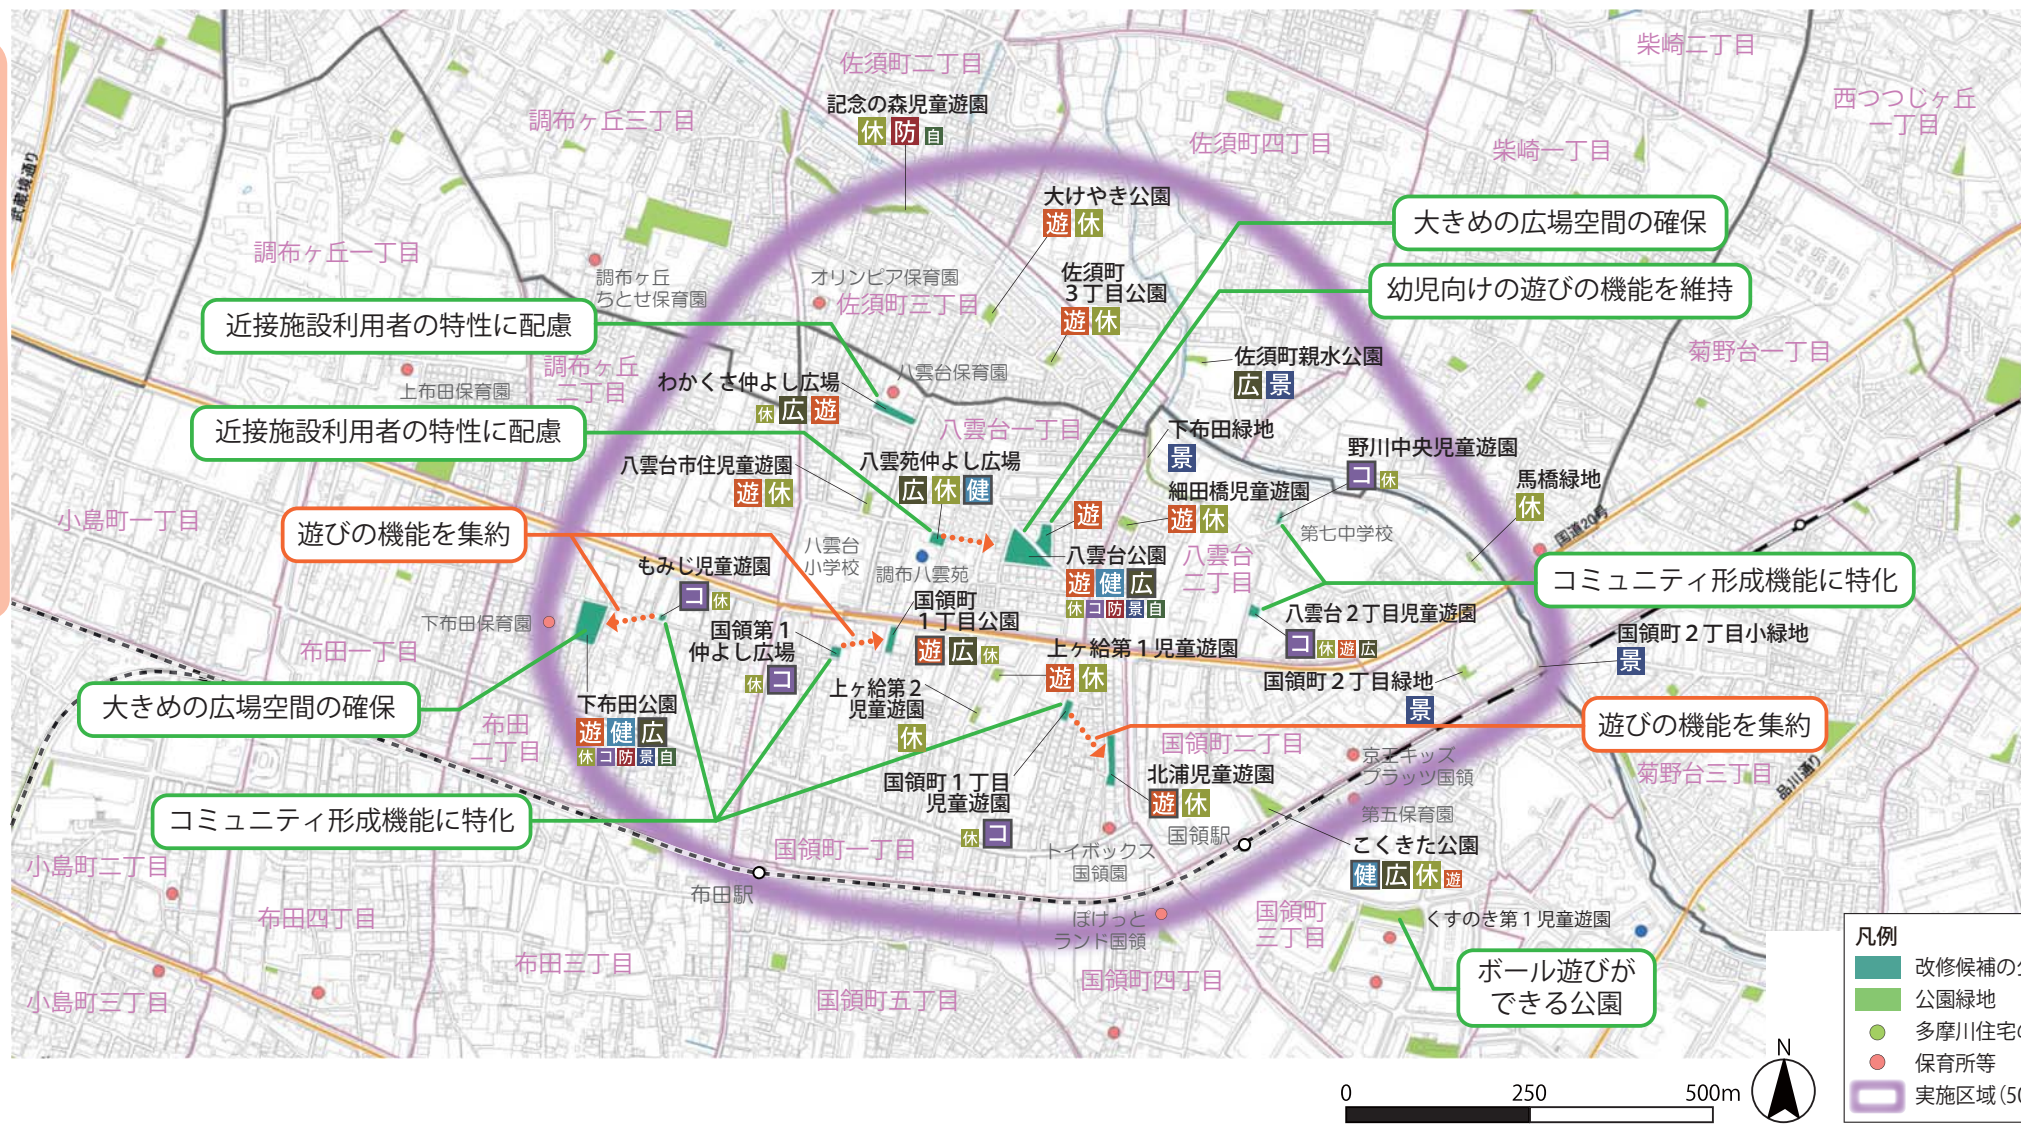 佐須町二丁目
柴崎二丁目
記念の森児童遊園
休 防 自
調布ヶ丘三丁目
佐須町四丁目
柴崎一丁目
西つつじヶ丘
一丁目
武蔵境通り
大けやき公園
遊 休
大きめの広場空間の確保
調布ヶ丘一丁目
調布ヶ丘
ちとせ保育園
オリンピア保育園
佐須町三丁目
佐須町
３丁目公園
遊 休
幼児向けの遊びの機能を維持
近接施設利用者の特性に配慮
調布ヶ丘
二丁目
上布田保育園
わかくさ仲よし広場
休 広 遊
八雲台保育園
佐須町親水公園
広 景
菊野台一丁目
近接施設利用者の特性に配慮
八雲台一丁目
下布田緑地
景
野川中央児童遊園
コ 休
八雲台市住児童遊園
遊 休
八雲苑仲よし広場
広 休 健
細田橋児童遊園
遊 休
馬橋緑地
休
小島町一丁目
遊びの機能を集約
遊
第七中学校
国道20号
八雲台
小学校
調布八雲苑
八雲台公園
遊 健 広
休 コ 防 景 自
八雲台
二丁目
コミュニティ形成機能に特化
もみじ児童遊園
コ 休
国領町
１丁目公園
遊 広 休
八雲台２丁目児童遊園
コ 休 遊 広
下布田保育園
布田一丁目
国領第１
仲よし広場
休 コ
上ヶ給第１児童遊園
遊 休
国領町２丁目小緑地
景
国領町２丁目緑地
景
大きめの広場空間の確保
下布田公園
遊 健 広
休 コ 防 景 自
上ヶ給第２
児童遊園
休
布田
二丁目
遊びの機能を集約
国領町二丁目
京王キッズ
プラッツ国領
菊野台三丁目
品川通り
国領町１丁目
児童遊園
休 コ
北浦児童遊園
遊 休
第五保育園
コミュニティ形成機能に特化
国領駅
国領町一丁目
トイボックス
国領園
こくきた公園
健 広 休 遊
小島町二丁目
布田駅
布田四丁目
ぽけっと
ランド国領
国領町
三丁目
くすのき第１児童遊園
布田三丁目
国領町四丁目
ボール遊びが
できる公園
小島町三丁目
国領町五丁目
凡例
改修候補の
公園緑地
多摩川住宅
保育所等
実施区域(50
N
0 250 500m